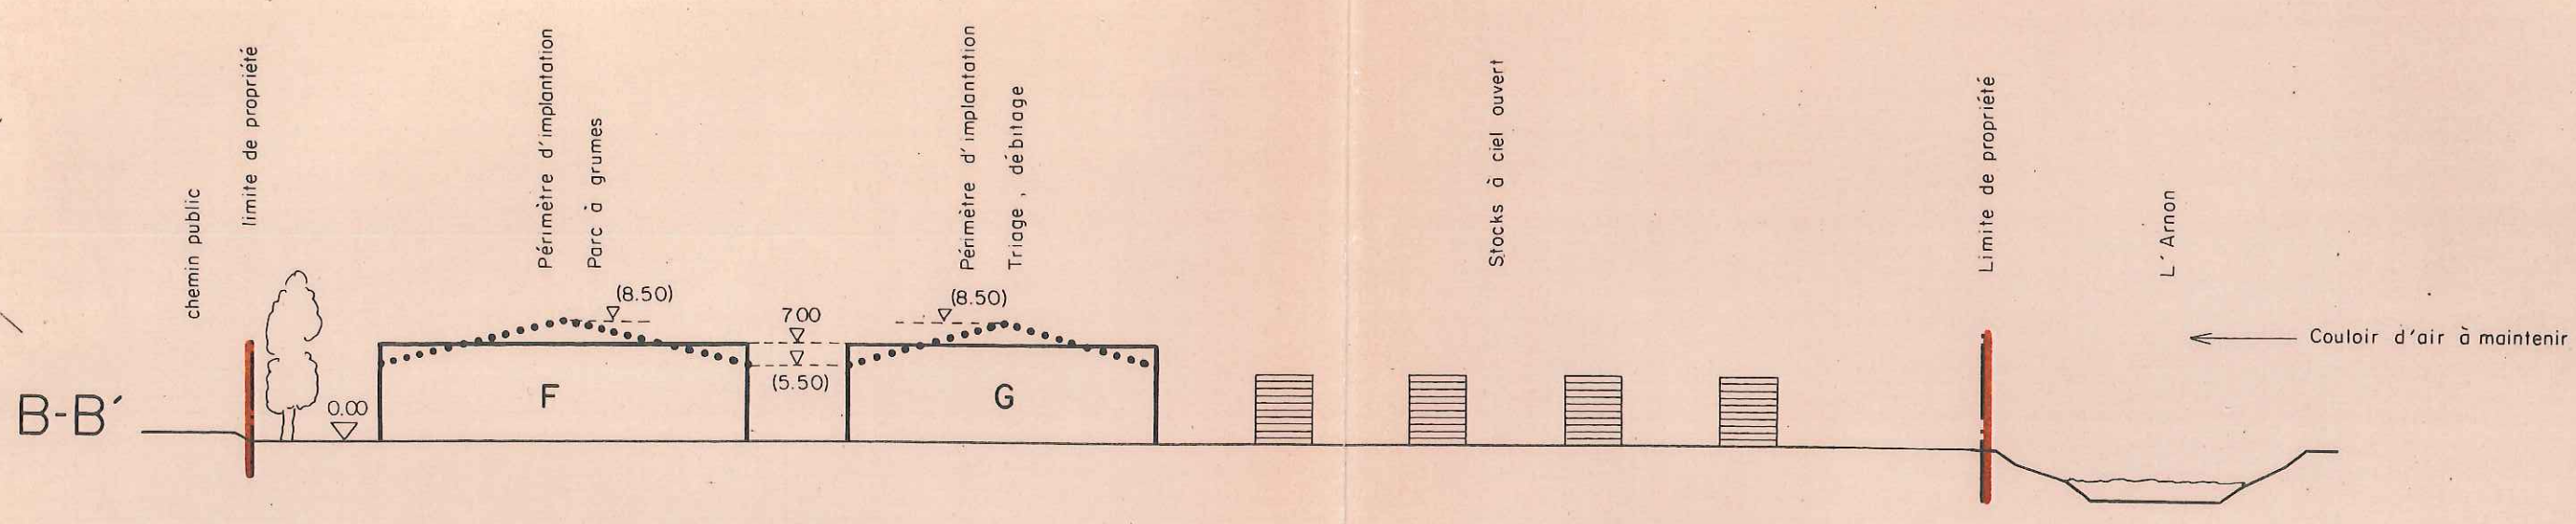 B-B'
chemin public
limite de propriété
Périmètre d'implantation
Parc à grumes
Périmètre d'implantation
Triage, débitage
Stocks à ciel ouvert
Limite de propriété
L'Arnon
Couloir d'air à maintenir
0.00
(8.50)
7.00
(5.50)
(8.50)
F
G